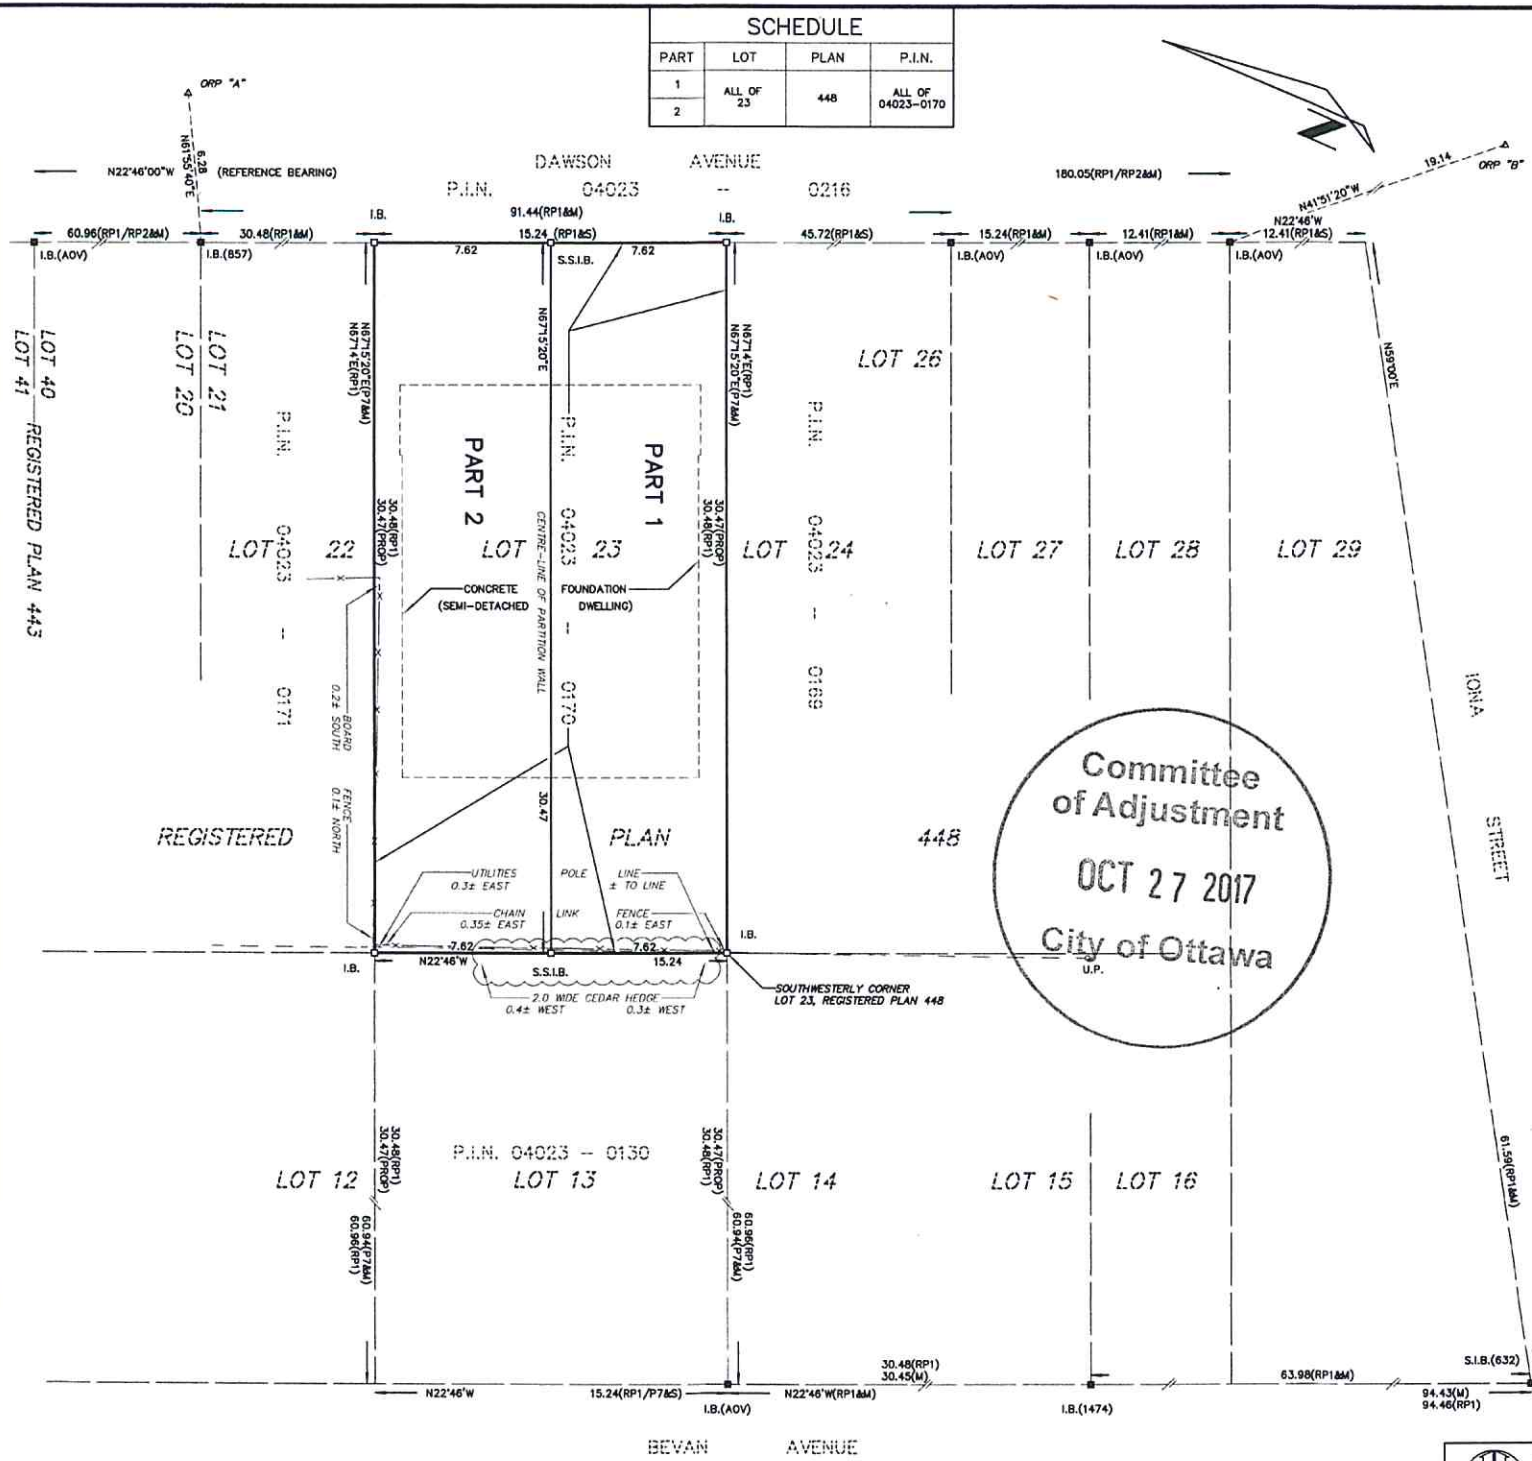 SCHEDULE
PART LOT PLAN P.I.N.
1
2
ALL OF
23
448
ALL OF
04023-0170
ORP "A"
6.28
N61°55'40"E
N22°46'00"W (REFERENCE BEARING)
DAWSON AVENUE
P.I.N. 04023 -- 0216
180.05(RP1/RP2&M)
19.14
ORP "B"
N41°51'20"W
N22°46'W
I.B.
91.44(RP1&M)
I.B.
60.96(RP1/RP2&M)
30.48(RP1&M)
15.24 (RP1&S)
45.72(RP1&S)
15.24(RP1&M)
12.41(RP1&M)
12.41(RP1&S)
7.62
7.62
I.B.(AOV)
I.B.(857)
S.S.I.B.
I.B.(AOV)
I.B.(AOV)
I.B.(AOV)
LOT 40
LOT 41
REGISTERED PLAN 443
LOT 21
LOT 20
P.I.N. 04023 -- 0171
N67°15'20"E(P7&M)
N67°14'E(RP1)
N67°15'20"E
N67°14'E(RP1)
N67°15'20"E(P7&M)
LOT 26
N59°00'E
PART 2
PART 1
P.I.N. 04023 -- 0170
P.I.N. 04023 -- 0169
30.48(RP1)
30.47(PROP)
30.47(PROP)
30.48(RP1)
CENTRE-LINE OF PARTITION WALL
LOT 22
LOT 23
LOT 24
LOT 27
LOT 28
LOT 29
CONCRETE FOUNDATION
(SEMI-DETACHED DWELLING)
BOARD FENCE
0.2± SOUTH 0.1± NORTH
30.47
IONA STREET
Committee
of Adjustment
OCT 27 2017
City of Ottawa
REGISTERED PLAN 448
UTILITIES POLE LINE
0.3± EAST ± TO LINE
CHAIN LINK FENCE
0.35± EAST 0.1± EAST
7.62
7.62
I.B.
I.B.
N22°46'W
S.S.I.B.
15.24
U.P.
2.0 WIDE CEDAR HEDGE
0.4± WEST 0.3± WEST
SOUTHWESTERLY CORNER
LOT 23, REGISTERED PLAN 448
30.48(RP1)
30.47(PROP)
P.I.N. 04023 -- 0130
30.47(PROP)
30.48(RP1)
61.59(RP1&M)
LOT 12
LOT 13
LOT 14
LOT 15
LOT 16
60.94(P7&M)
60.96(RP1)
60.96(RP1)
60.94(P7&M)
30.48(RP1)
30.45(M)
S.I.B.(632)
63.98(RP1&M)
N22°46'W
15.24(RP1/P7&S)
N22°46'W(RP1&M)
94.43(M)
94.46(RP1)
I.B.(AOV)
I.B.(1474)
BEVAN AVENUE